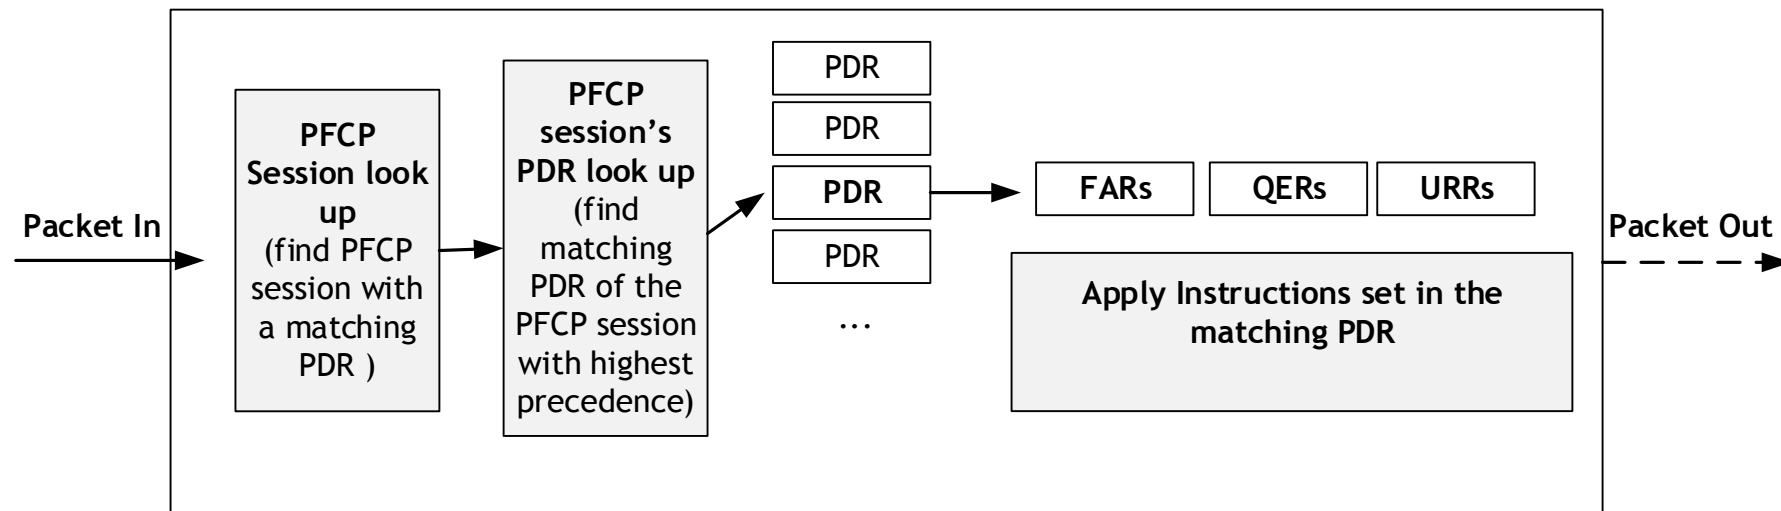 Packet In
PFCP
Session look
up
(find PFCP
session with
a matching
PDR )
PFCP
session’s
PDR look up
(find
matching
PDR of the
PFCP session
with highest
precedence)
PDR
PDR
PDR
PDR
...
FARs
QERs
URRs
Apply Instructions set in the
matching PDR
Packet Out